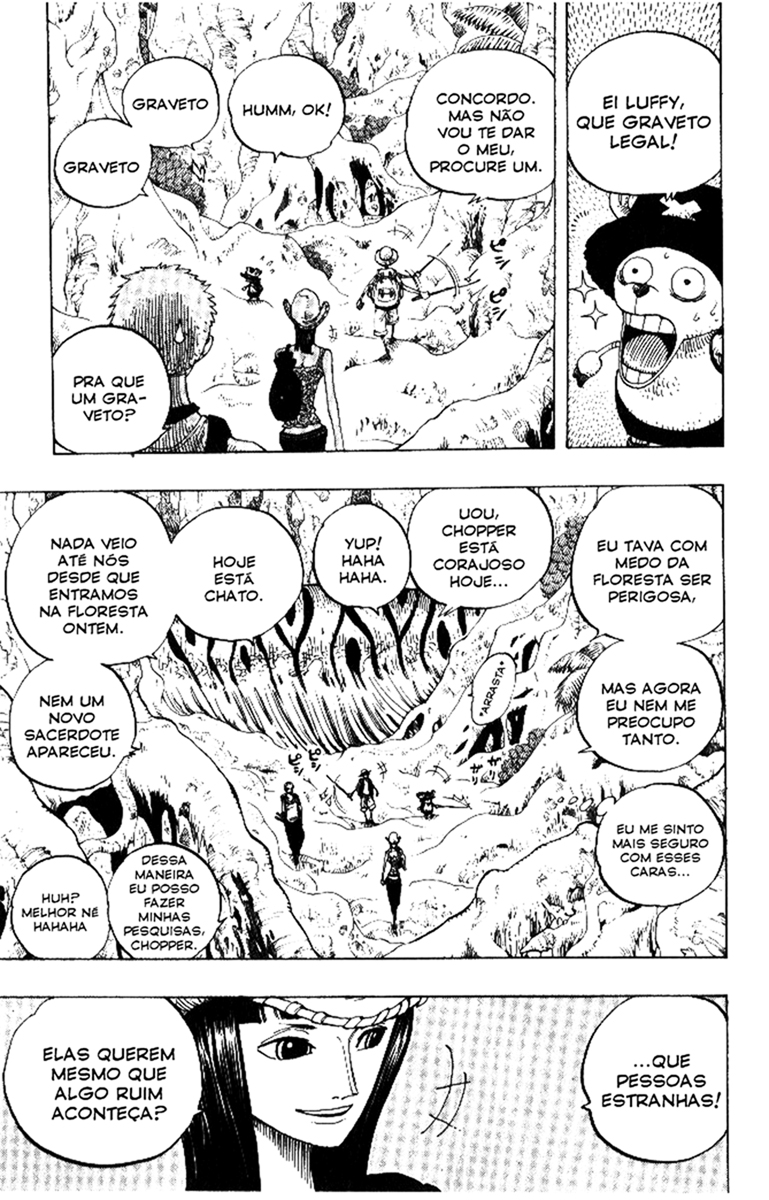 EI LUFFY,
QUE GRAVETO
LEGAL!
CONCORDO.
MAS NÃO
VOU TE DAR
O MEU,
PROCURE UM.
HUMM, OK!
GRAVETO
GRAVETO
ピシ
ピシ
PRA QUE
UM GRA-
VETO?
EU TAVA COM
MEDO DA
FLORESTA SER
PERIGOSA,
MAS AGORA
EU NEM ME
PREOCUPO
TANTO.
EU ME SINTO
MAIS SEGURO
COM ESSES
CARAS...
UOU,
CHOPPER
ESTÁ
CORAJOSO
HOJE...
YUP!
HAHA
HAHA.
*ARRASTA*
HOJE
ESTÁ
CHATO.
NADA VEIO
ATÉ NÓS
DESDE QUE
ENTRAMOS
NA FLORESTA
ONTEM.
NEM UM
NOVO
SACERDOTE
APARECEU.
DESSA
MANEIRA
EU POSSO
FAZER
MINHAS
PESQUISAS,
CHOPPER.
HUH?
MELHOR NÉ
HAHAHA
...QUE
PESSOAS
ESTRANHAS!
ELAS QUEREM
MESMO QUE
ALGO RUIM
ACONTEÇA?